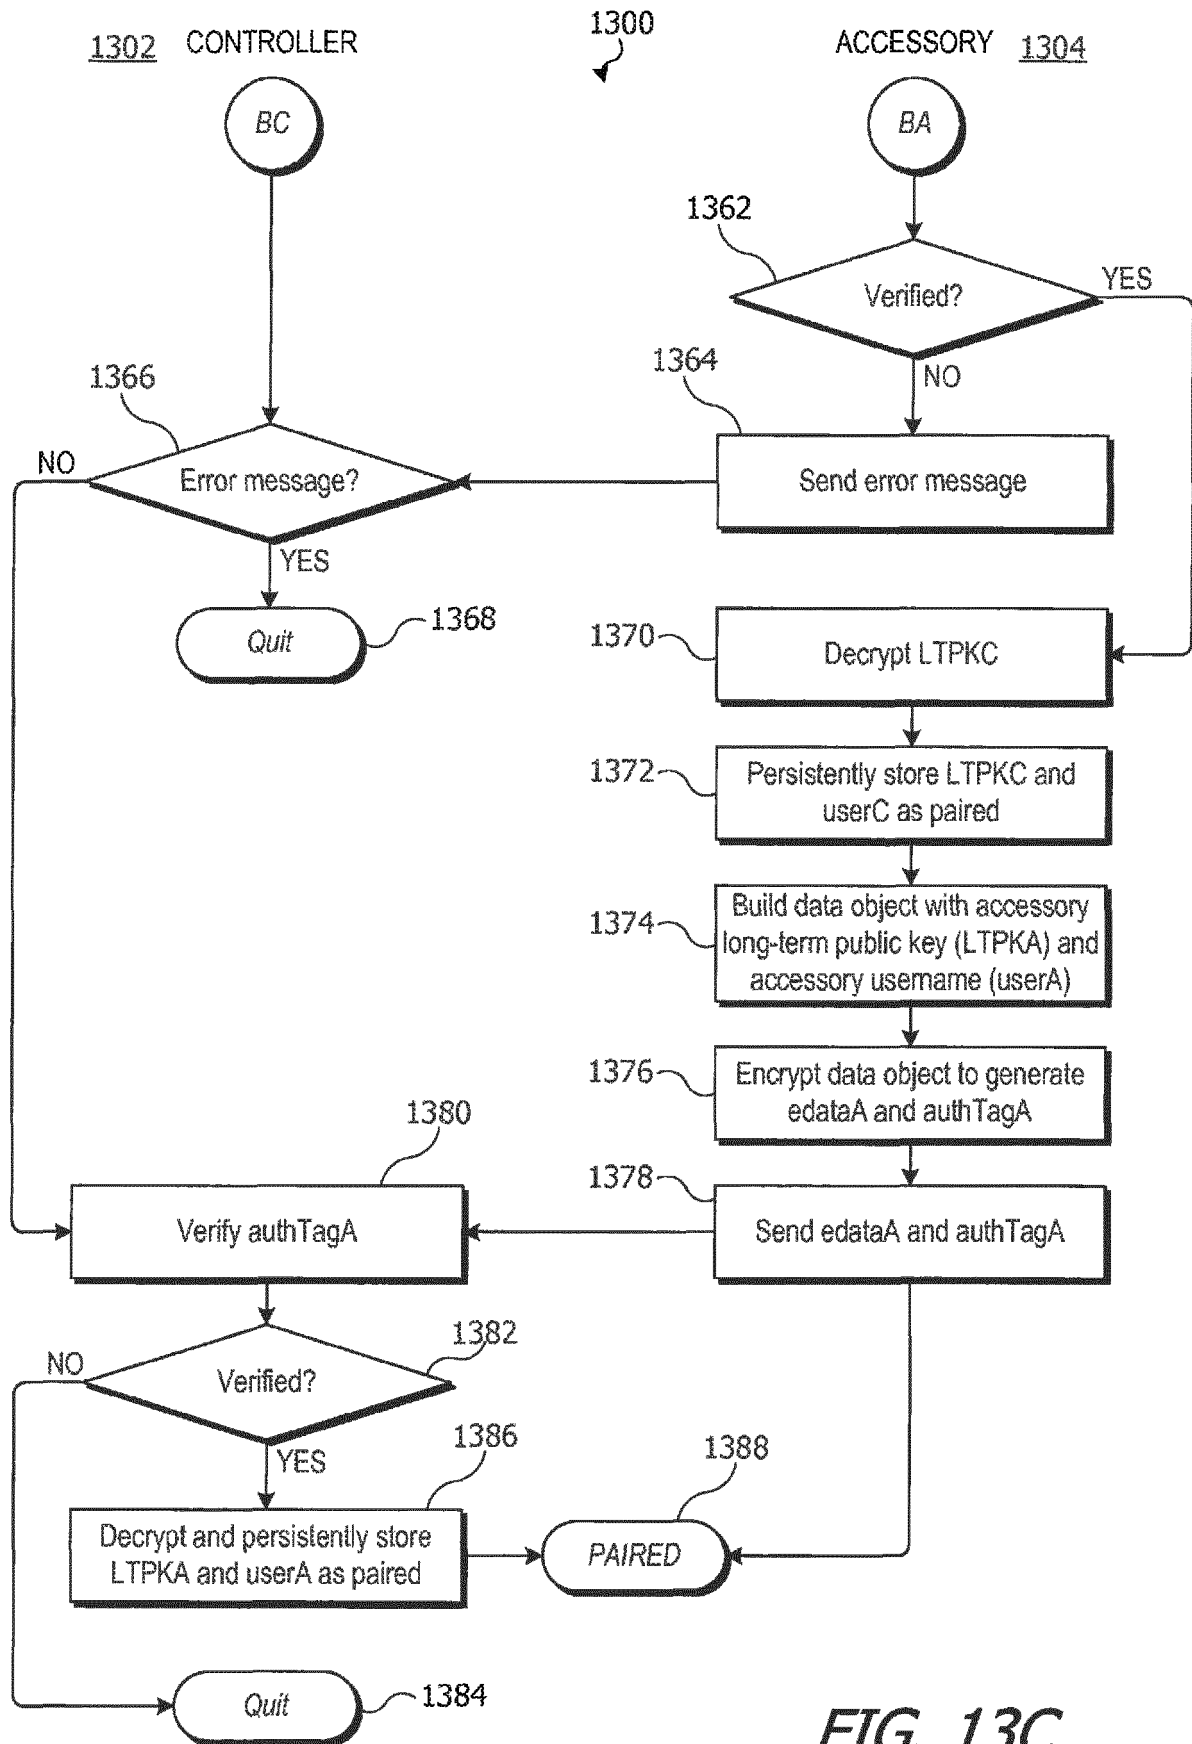 1302 CONTROLLER
1300
ACCESSORY 1304
BC
BA
1362
Verified?
YES
NO
1364
Send error message
1366
Error message?
NO
YES
Quit
1368
1370
Decrypt LTPKC
1372
Persistently store LTPKC and
userC as paired
1374
Build data object with accessory
long-term public key (LTPKA) and
accessory username (userA)
1376
Encrypt data object to generate
edataA and authTagA
1378
Send edataA and authTagA
1380
Verify authTagA
1382
Verified?
NO
YES
1386
Decrypt and persistently store
LTPKA and userA as paired
1388
PAIRED
Quit
1384
FIG. 13C